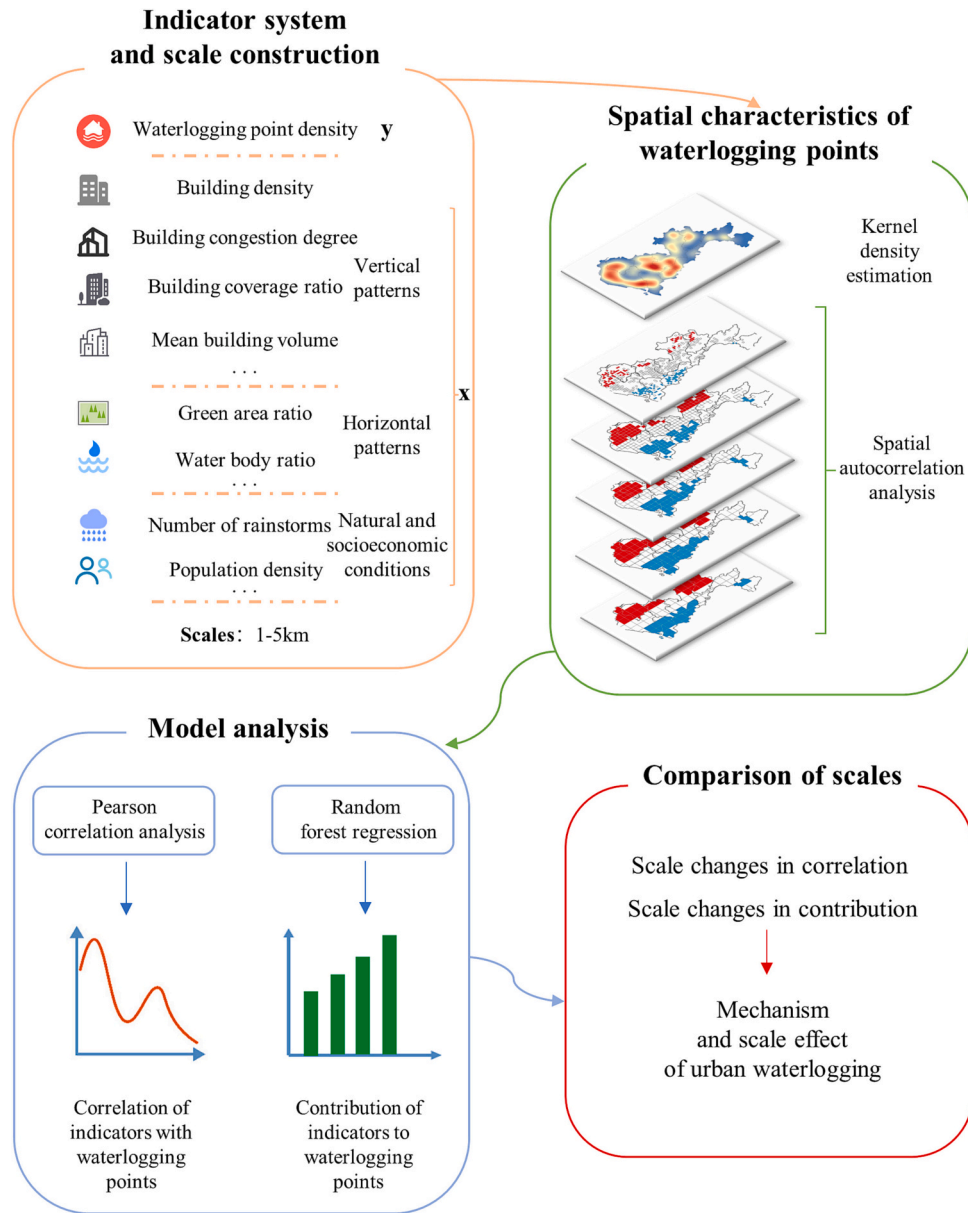 Indicator system
and scale construction
Waterlogging point density y
Building density
Building congestion degree
Vertical
patterns
Building coverage ratio
Mean building volume
...
x
Green area ratio
Horizontal
patterns
Water body ratio
...
Number of rainstorms
Natural and
socioeconomic
conditions
Population density
...
Scales: 1-5km
Spatial characteristics of
waterlogging points
Kernel
density
estimation
Spatial
autocorrelation
analysis
Model analysis
Pearson
correlation analysis
Random
forest regression
Correlation of
indicators with
waterlogging
points
Contribution of
indicators to
waterlogging
points
Comparison of scales
Scale changes in correlation
Scale changes in contribution
Mechanism
and scale effect
of urban waterlogging